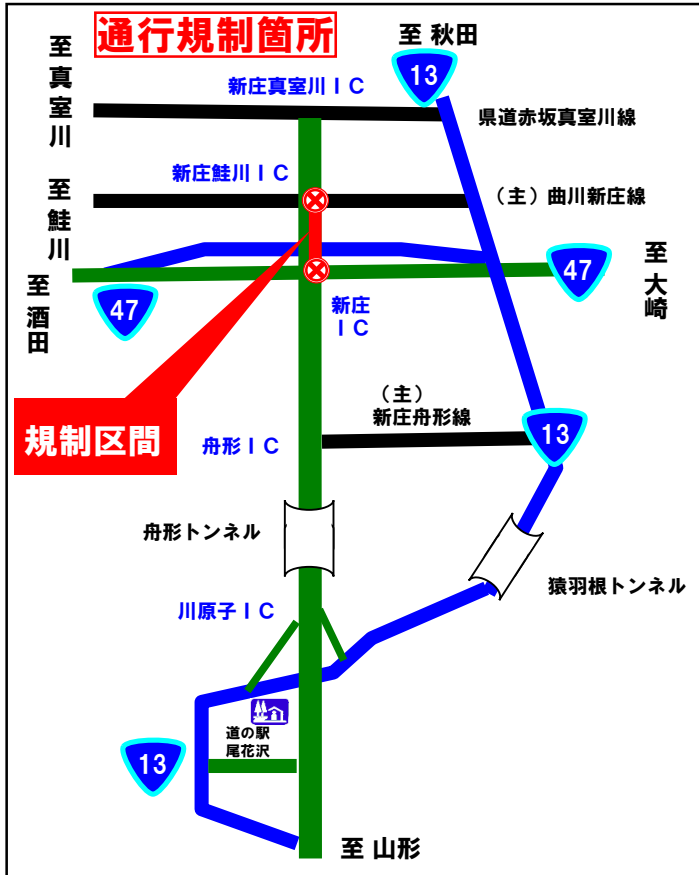 通行規制箇所
至 秋田
13
至真室川
新庄真室川ＩＣ
県道赤坂真室川線
新庄鮭川ＩＣ
至鮭川
（主）曲川新庄線
至酒田
47
47
至大崎
新庄
ＩＣ
規制区間
（主）
新庄舟形線
舟形ＩＣ
13
舟形トンネル
猿羽根トンネル
川原子ＩＣ
道の駅
尾花沢
13
至 山形